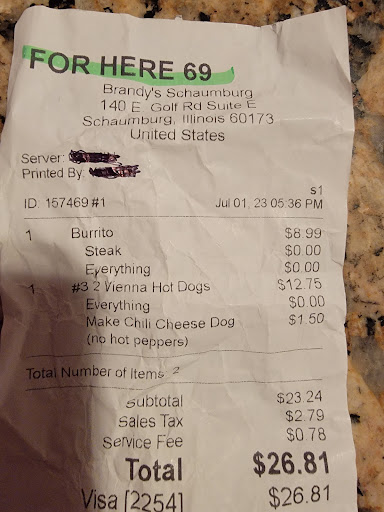 FOR HERE 69
Brandy's Schaumburg
140 E Golf Rd Suite E
Schaumburg, Illinois 60173
United States
Server:
Printed By:
s1
ID: 157469 #1 Jul 01, 23 05:36 PM
1 Burrito $8.99
Steak $0.00
Everything $0.00
1 #3 2 Vienna Hot Dogs $12.75
Everything $0.00
Make Chili Cheese Dog $1.50
(no hot peppers)
Total Number of Items 2
Subtotal $23.24
Sales Tax $2.79
Service Fee $0.78
Total $26.81
Visa [2254] $26.81